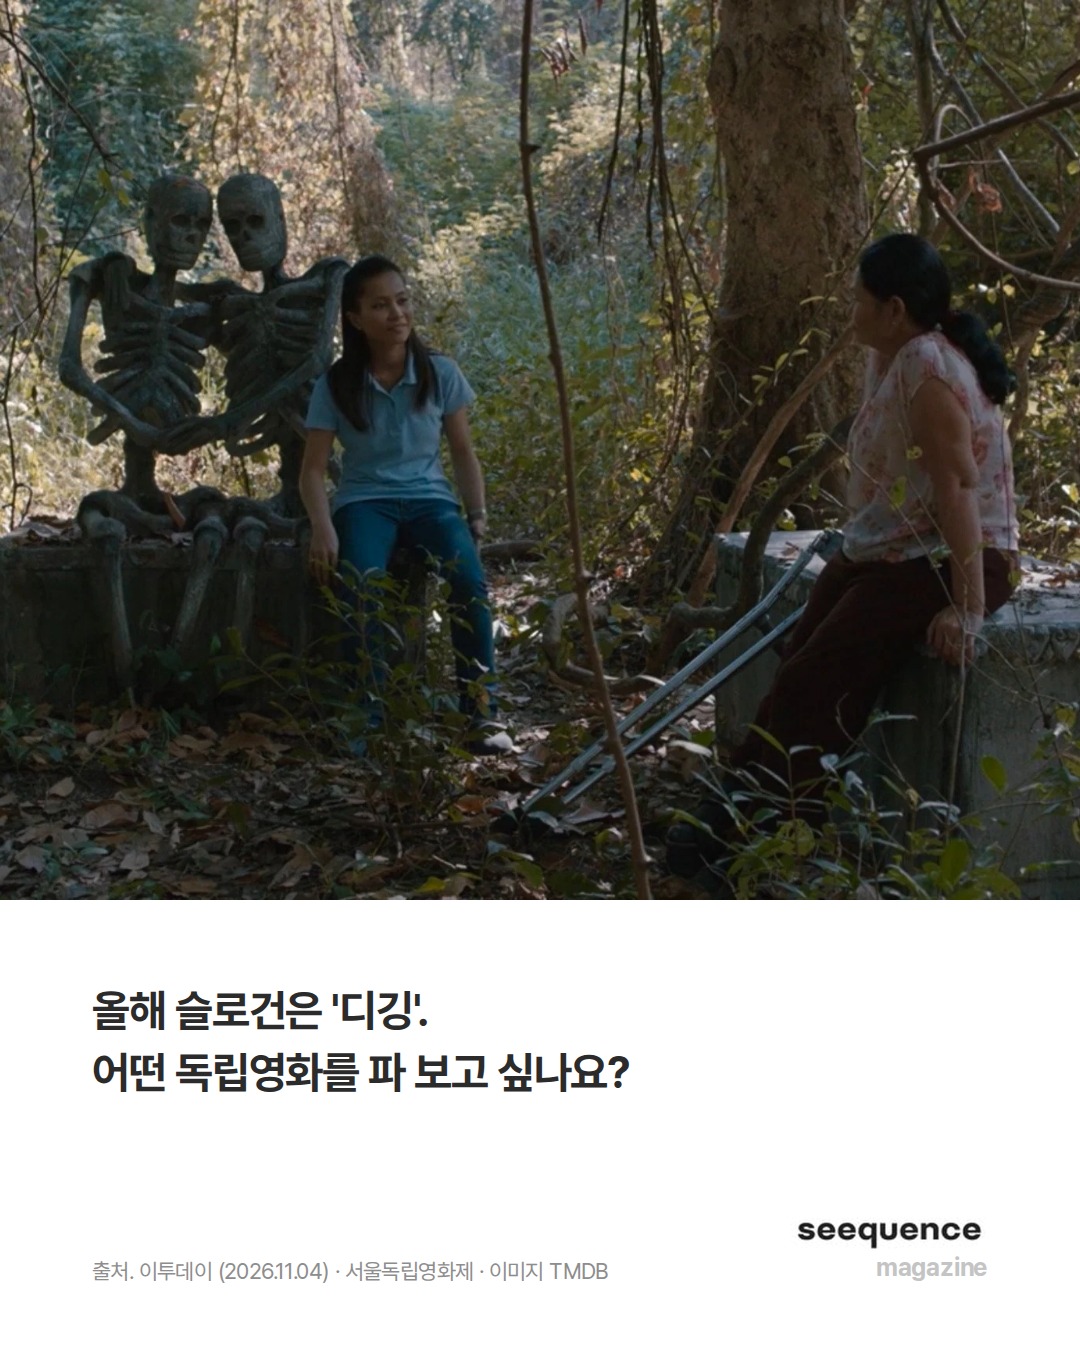 올해 슬로건은 '디깅'.
어떤 독립영화를 파 보고 싶나요?
seequence
magazine
출처. 이투데이 (2026.11.04) · 서울독립영화제 · 이미지 TMDB